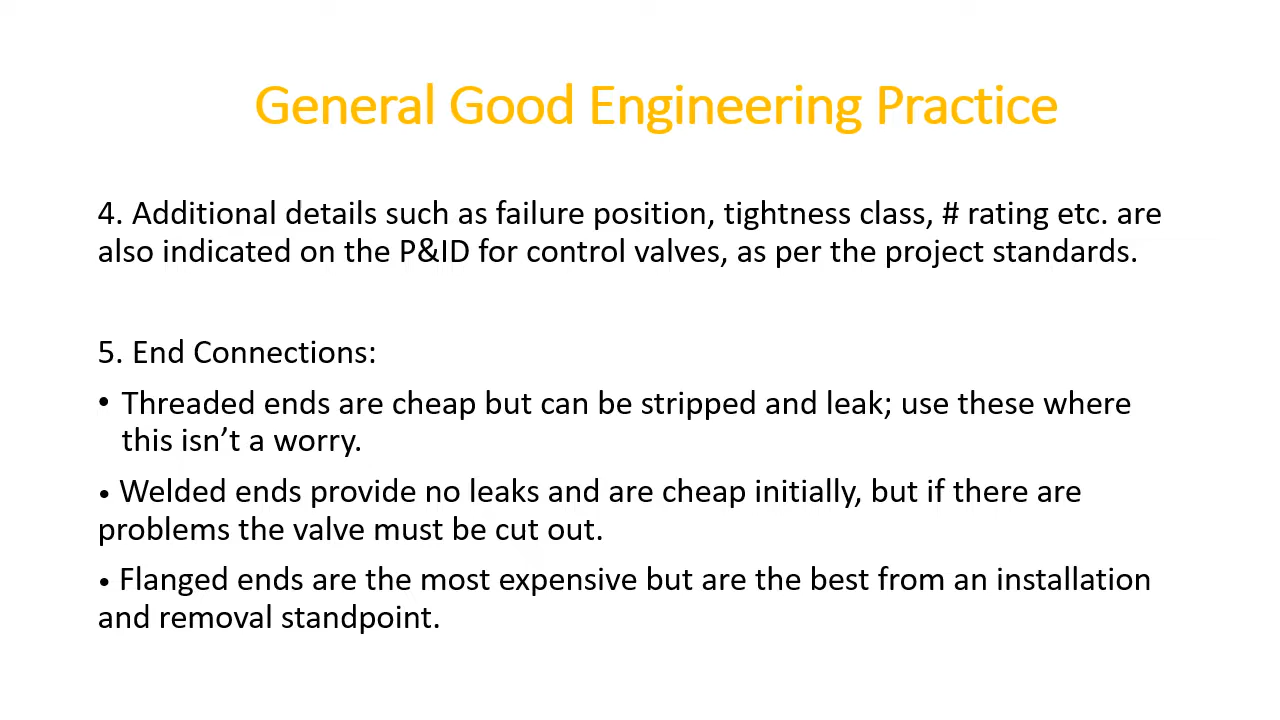 General Good Engineering Practice
4. Additional details such as failure position, tightness class, # rating etc. are
also indicated on the P&ID for control valves, as per the project standards.
5. End Connections:
• Threaded ends are cheap but can be stripped and leak; use these where
this isn’t a worry.
• Welded ends provide no leaks and are cheap initially, but if there are
problems the valve must be cut out.
• Flanged ends are the most expensive but are the best from an installation
and removal standpoint.